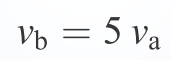 v_b = 5 v_a